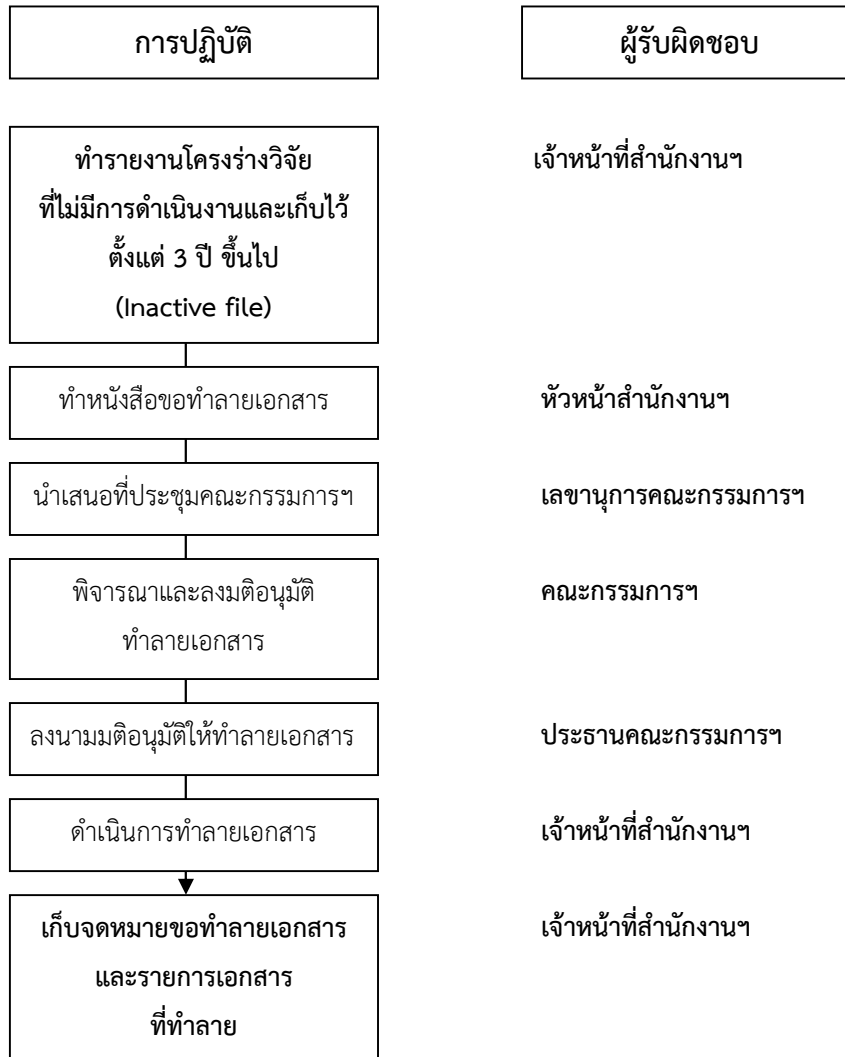 การปฏิบัติ
ผู้รับผิดชอบ
ทำรายงานโครงร่างวิจัย
ที่ไม่มีการดำเนินงานและเก็บไว้
ตั้งแต่ 3 ปี ขึ้นไป
(Inactive file)
เจ้าหน้าที่สำนักงานฯ
ทำหนังสือขอทำลายเอกสาร
หัวหน้าสำนักงานฯ
นำเสนอที่ประชุมคณะกรรมการฯ
เลขานุการคณะกรรมการฯ
พิจารณาและลงมติอนุมัติ
ทำลายเอกสาร
คณะกรรมการฯ
ลงนามมติอนุมัติให้ทำลายเอกสาร
ประธานคณะกรรมการฯ
ดำเนินการทำลายเอกสาร
เจ้าหน้าที่สำนักงานฯ
เก็บจดหมายขอทำลายเอกสาร
และรายการเอกสาร
ที่ทำลาย
เจ้าหน้าที่สำนักงานฯ